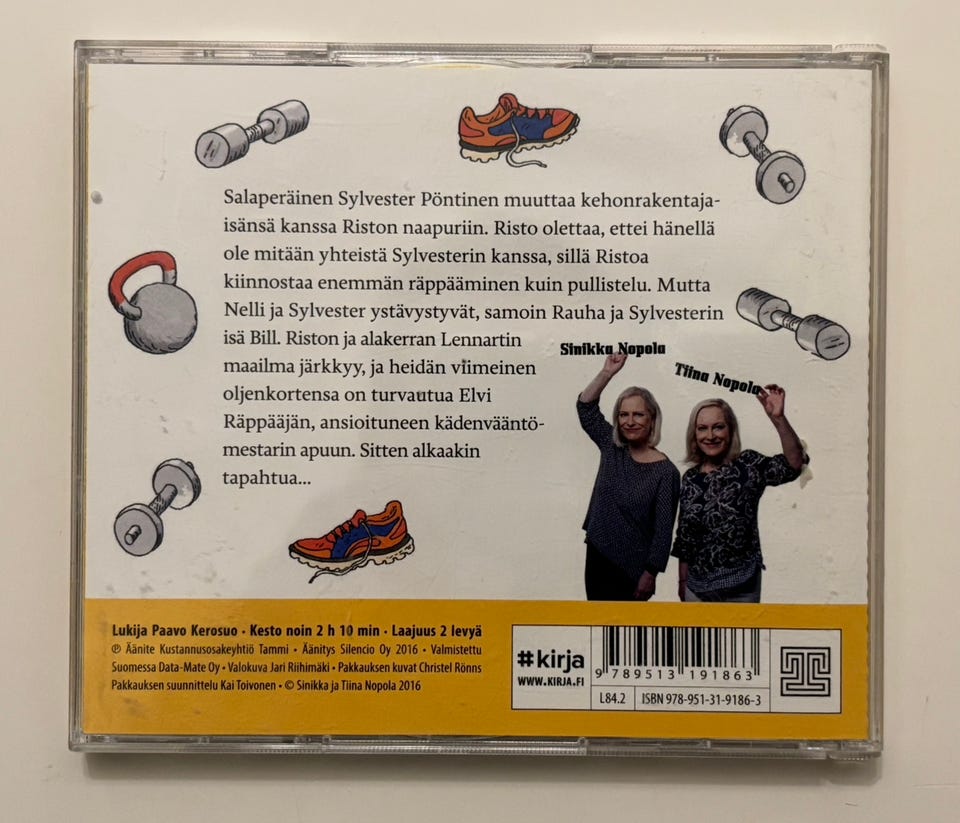 Salaperäinen Sylvester Pöntinen muuttaa kehonrakentaja-
isänsä kanssa Riston naapuriin. Risto olettaa, ettei hänellä
ole mitään yhteistä Sylvesterin kanssa, sillä Ristoa
kiinnostaa enemmän räppääminen kuin pullistelu. Mutta
Nelli ja Sylvester ystävystyvät, samoin Rauha ja Sylvesterin
isä Bill. Riston ja alakerran Lennartin
maailma järkkyy, ja heidän viimeinen
oljenkortensa on turvautua Elvi
Räppääjän, ansioituneen kädenvääntö-
mestarin apuun. Sitten alkaakin
tapahtua...
Sinikka Nopola
Tiina Nopola
Lukija Paavo Kerosuo · Kesto noin 2 h 10 min · Laajuus 2 levyä
℗ Äänite Kustannusosakeyhtiö Tammi · Äänitys Silencio Oy 2016 · Valmistettu
Suomessa Data-Mate Oy · Valokuva Jari Riihimäki · Pakkauksen kuvat Christel Rönns
Pakkauksen suunnittelu Kai Toivonen · © Sinikka ja Tiina Nopola 2016
#kirja
WWW.KIRJA.FI
9 789513 191863
L84.2
ISBN 978-951-31-9186-3